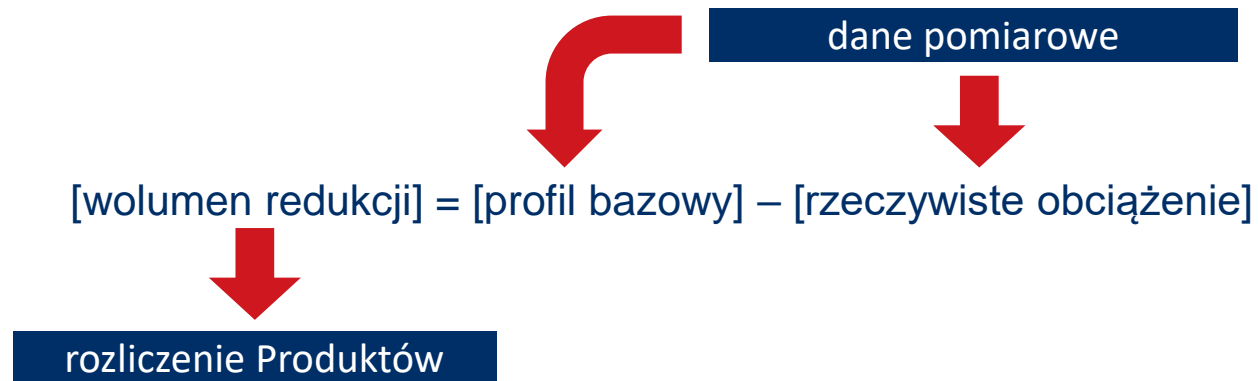 dane pomiarowe
[wolumen redukcji] = [profil bazowy] – [rzeczywiste obciążenie]
rozliczenie Produktów